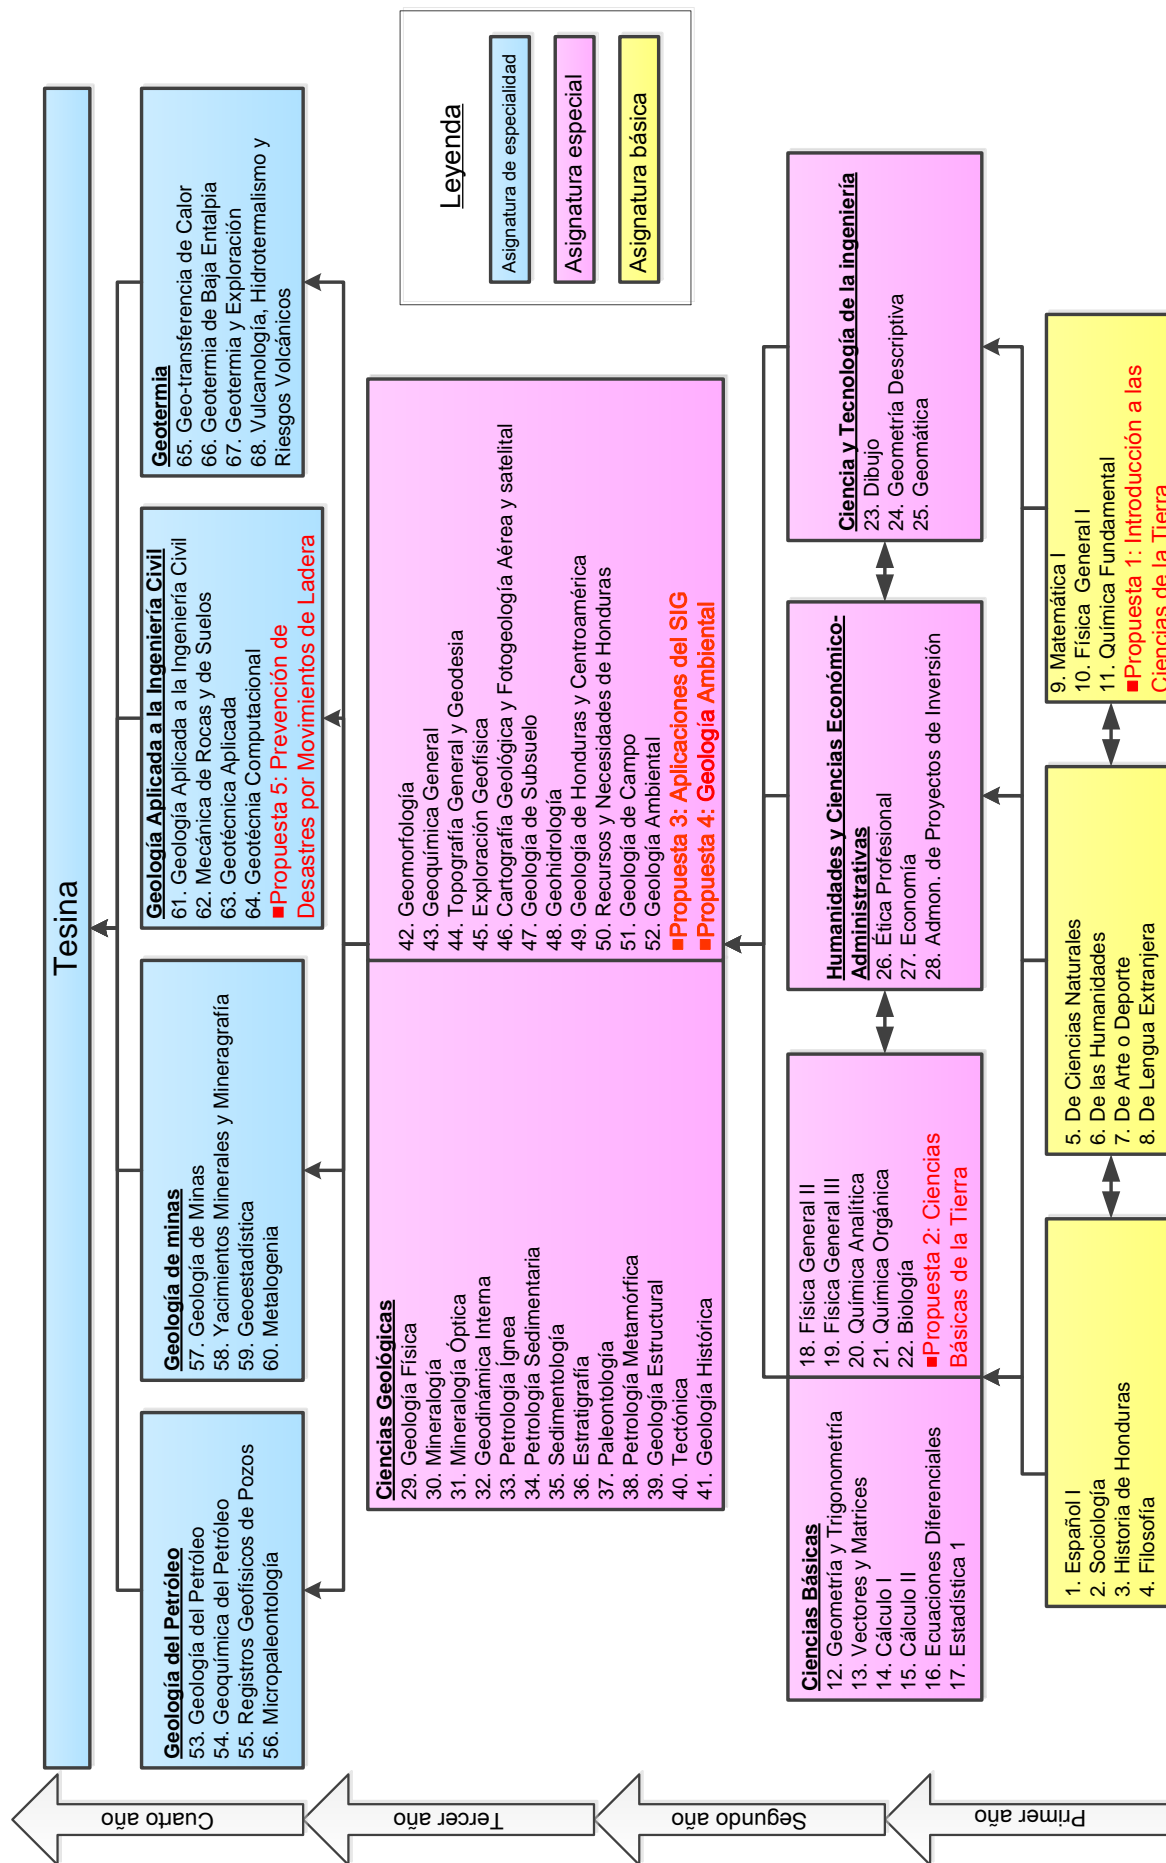 Tesina
Geología del Petróleo
53. Geología del Petróleo
54. Geoquímica del Petróleo
55. Registros Geofísicos de Pozos
56. Micropaleontología
Geología de minas
57. Geología de Minas
58. Yacimientos Minerales y Mineragrafía
59. Geoestadística
60. Metalogenia
Geología Aplicada a la Ingeniería Civil
61. Geología Aplicada a la Ingeniería Civil
62. Mecánica de Rocas y de Suelos
63. Geotécnica Aplicada
64. Geotécnia Computacional
■Propuesta 5: Prevención de
Desastres por Movimientos de Ladera
Geotermia
65. Geo-transferencia de Calor
66. Geotermia de Baja Entalpia
67. Geotermia y Exploración
68. Vulcanología, Hidrotermalismo y
Riesgos Volcánicos
Ciencias Geológicas
29. Geología Física
30. Mineralogía
31. Mineralogía Óptica
32. Geodinámica Interna
33. Petrología Ígnea
34. Petrología Sedimentaria
35. Sedimentología
36. Estratigrafía
37. Paleontología
38. Petrología Metamórfica
39. Geología Estructural
40. Tectónica
41. Geología Histórica
42. Geomorfología
43. Geoquímica General
44. Topografía General y Geodesia
45. Exploración Geofísica
46. Cartografía Geológica y Fotogeología Aérea y satelital
47. Geología de Subsuelo
48. Geohidrología
49. Geología de Honduras y Centroamérica
50. Recursos y Necesidades de Honduras
51. Geología de Campo
52. Geología Ambiental
■Propuesta 3: Aplicaciones del SIG
■Propuesta 4: Geología Ambiental
Leyenda
Asignatura de especialidad
Asignatura especial
Asignatura básica
Ciencias Básicas
12. Geometría y Trigonometría
13. Vectores y Matrices
14. Cálculo I
15. Cálculo II
16. Ecuaciones Diferenciales
17. Estadística 1
18. Física General II
19. Física General III
20. Química Analítica
21. Química Orgánica
22. Biología
■Propuesta 2: Ciencias
Básicas de la Tierra
Humanidades y Ciencias Económico-
Administrativas
26. Ética Profesional
27. Economía
28. Admon. de Proyectos de Inversión
Ciencia y Tecnología de la ingeniería
23. Dibujo
24. Geometría Descriptiva
25. Geomática
1. Español I
2. Sociología
3. Historia de Honduras
4. Filosofía
5. De Ciencias Naturales
6. De las Humanidades
7. De Arte o Deporte
8. De Lengua Extranjera
9. Matemática I
10. Física General I
11. Química Fundamental
■Propuesta 1: Introducción a las
Ciencias de la Tierra
Cuarto año
Tercer año
Segundo año
Primer año